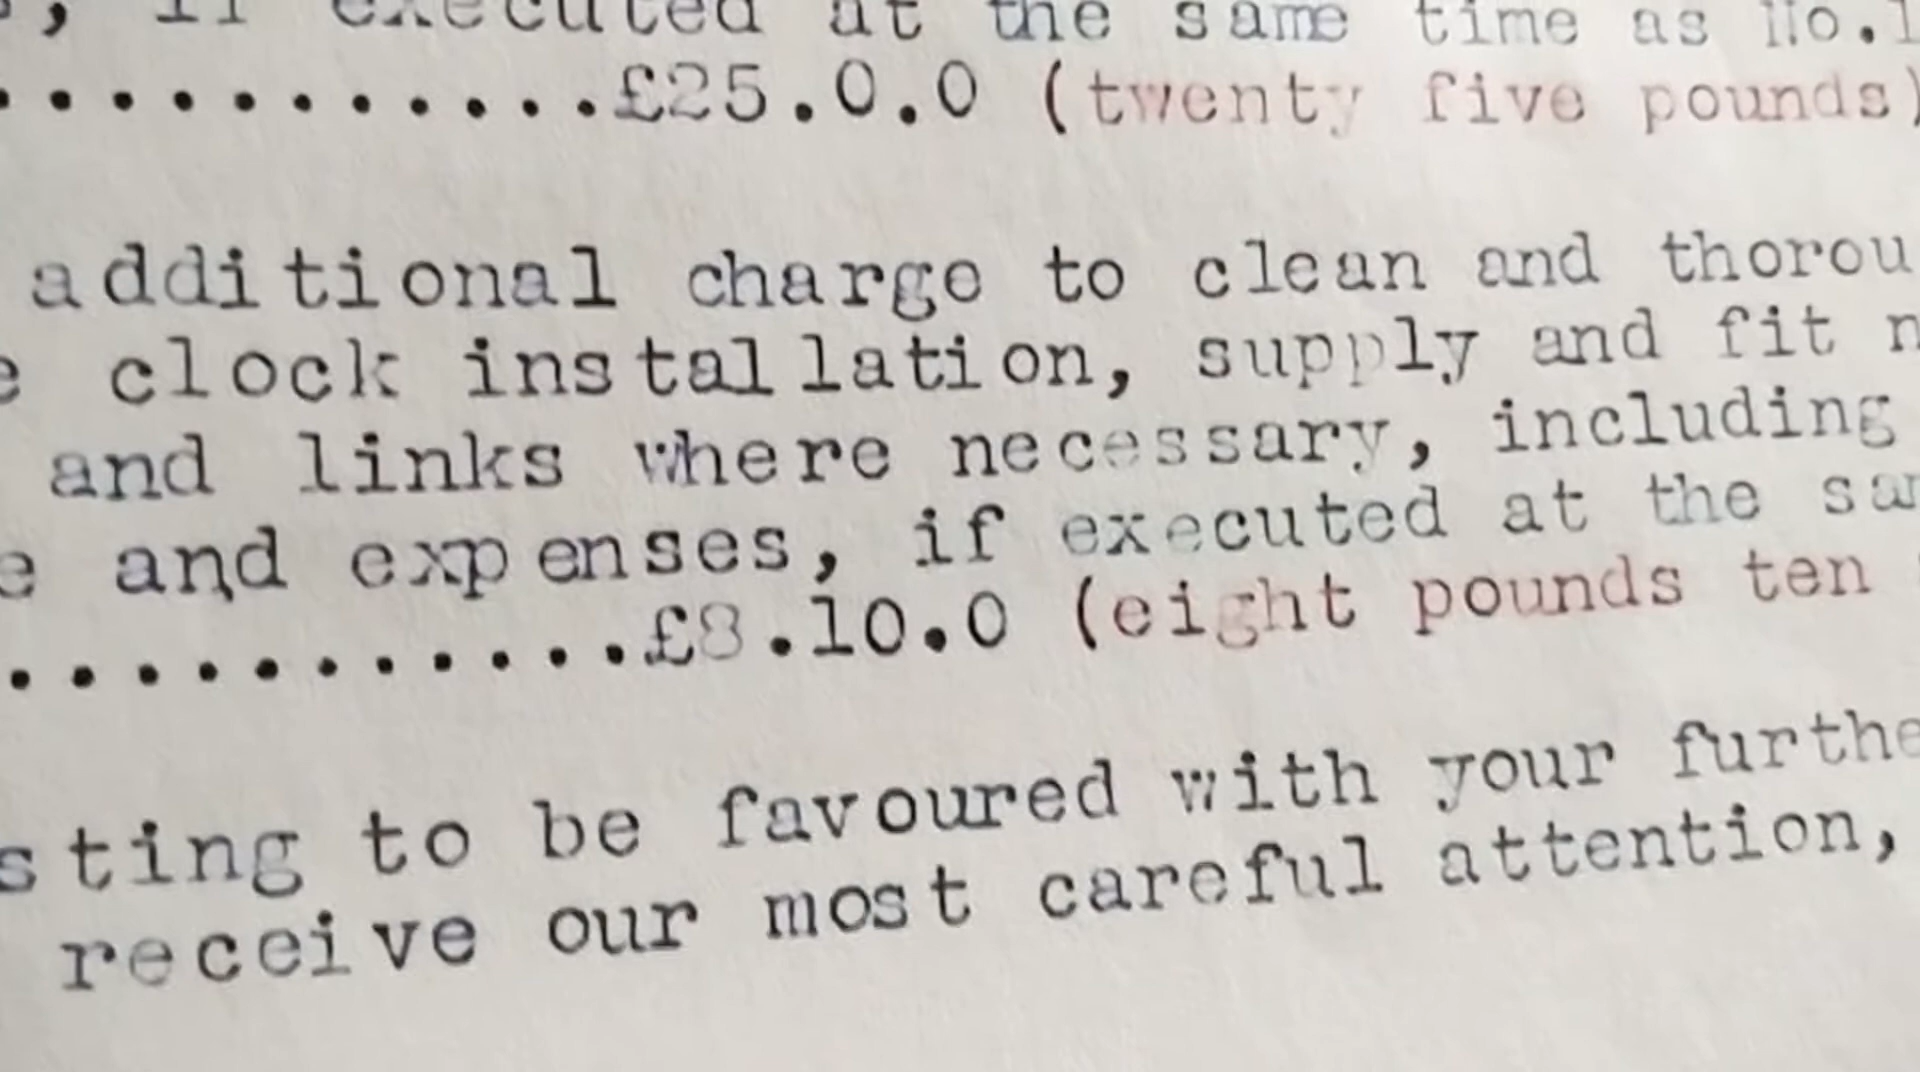 , if executed at the same time as No.1
............£25.0.0 (twenty five pounds)
additional charge to clean and thorou
e clock installation, supply and fit n
and links where necessary, including
e and expenses, if executed at the sam
...........£8.10.0 (eight pounds ten
sting to be favoured with your furthe
receive our most careful attention,